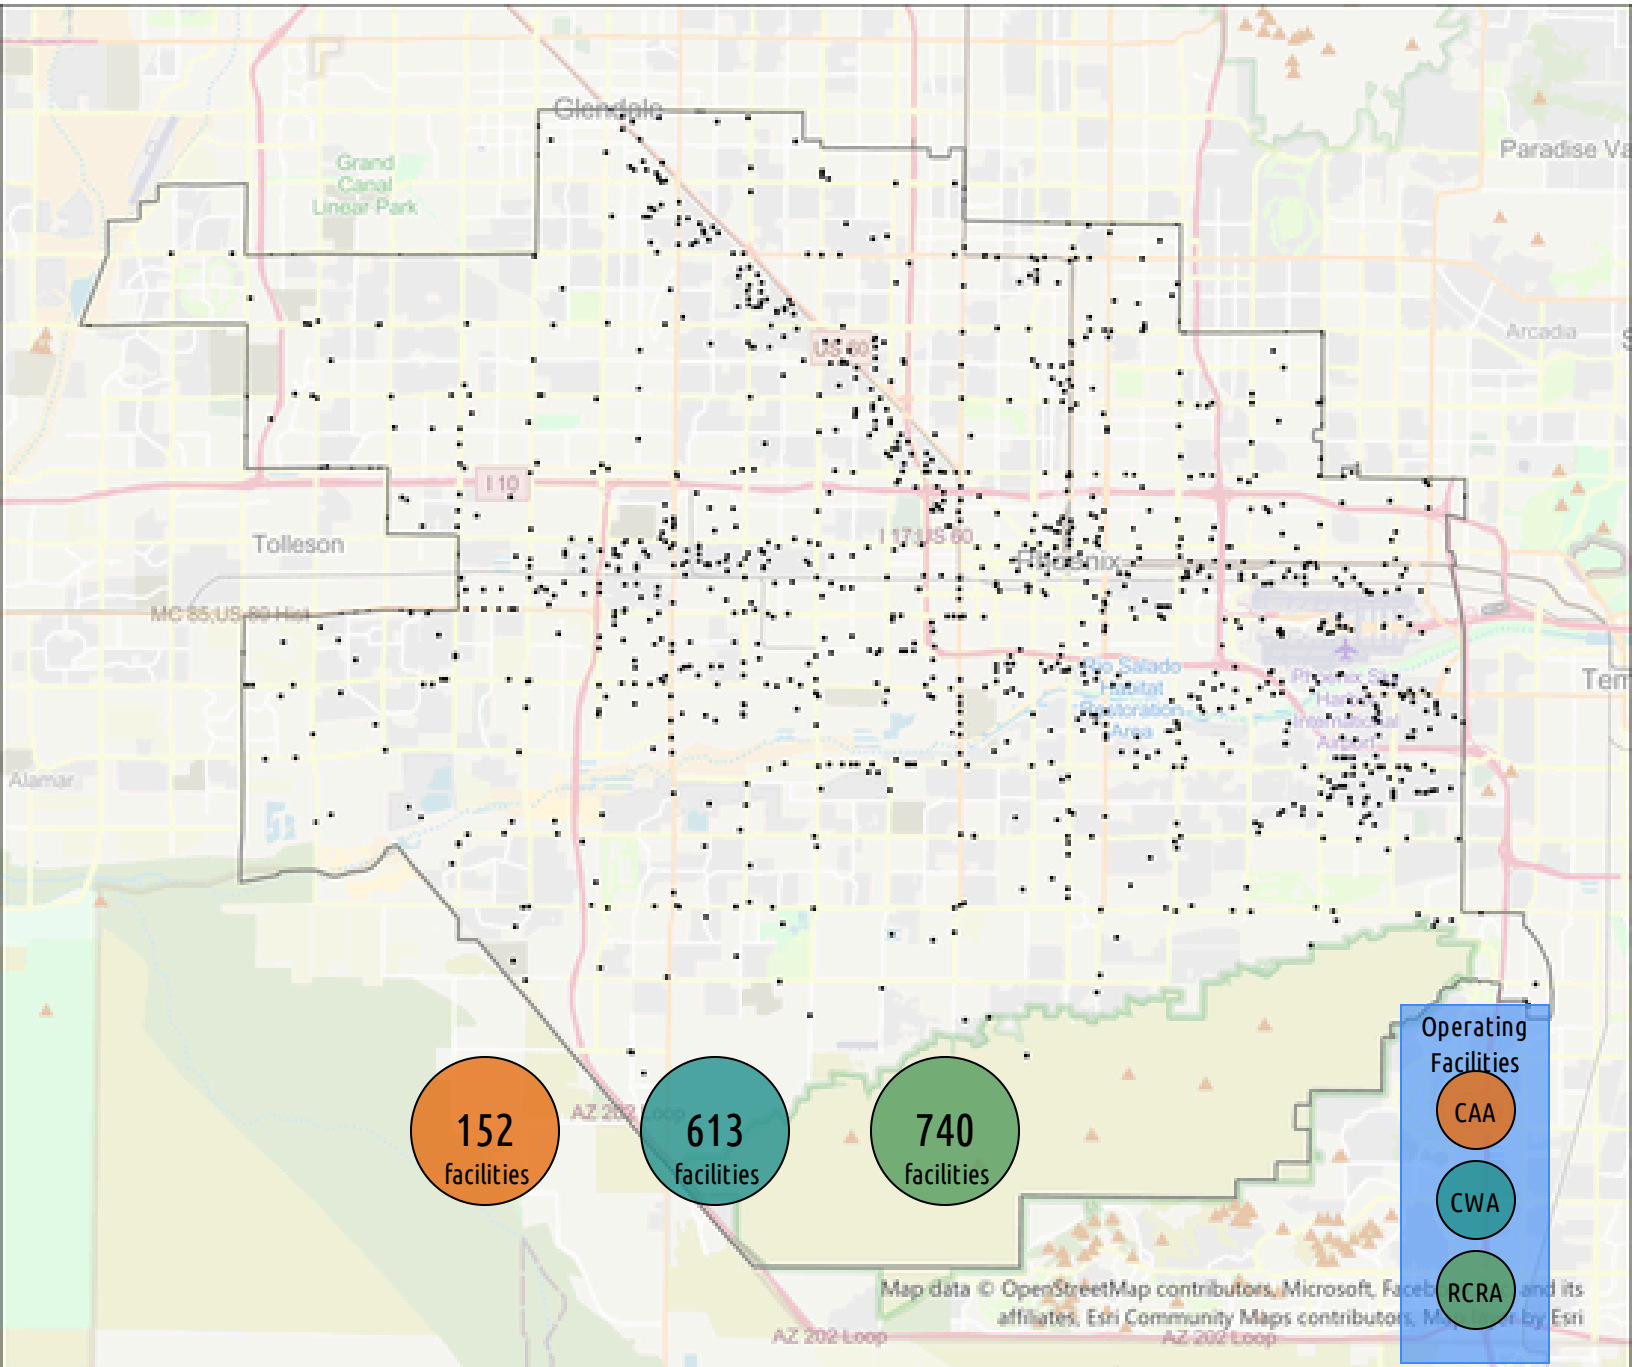 Glendale
Paradise Va
Grand
Canal
Linear Park
Arcadia
US 60
I 10
Tolleson
I 17;US 60
Phoenix
MC 85;US 80 Hist
Rio Salado
Habitat
Restoration
Area
Phoenix Sky
Harbor
International
Airport
Tem
Alamar
Operating
Facilities
CAA
CWA
RCRA
152
facilities
613
facilities
740
facilities
AZ 202 Loop
Map data © OpenStreetMap contributors, Microsoft, Faceb and its
affiliates, Esri Community Maps contributors, Map layer by Esri
AZ 202 Loop
AZ 202 Loop